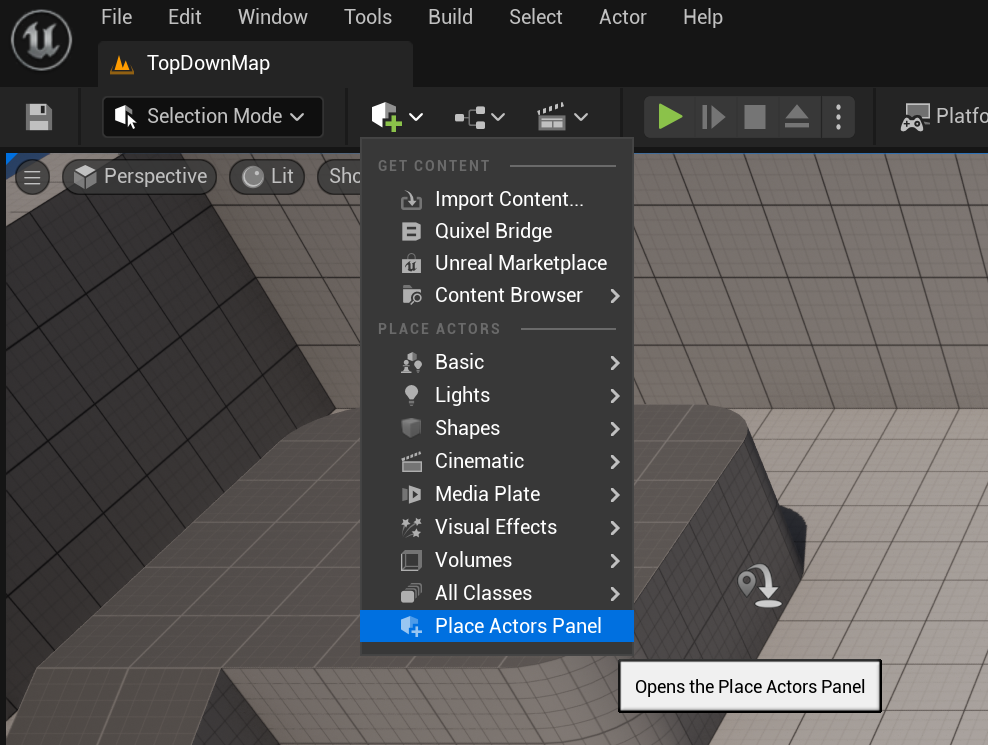 File Edit Window Tools Build Select Actor Help
TopDownMap
Selection Mode
Platfo
Perspective Lit Sho
GET CONTENT
Import Content...
Quixel Bridge
Unreal Marketplace
Content Browser
PLACE ACTORS
Basic
Lights
Shapes
Cinematic
Media Plate
Visual Effects
Volumes
All Classes
Place Actors Panel
Opens the Place Actors Panel